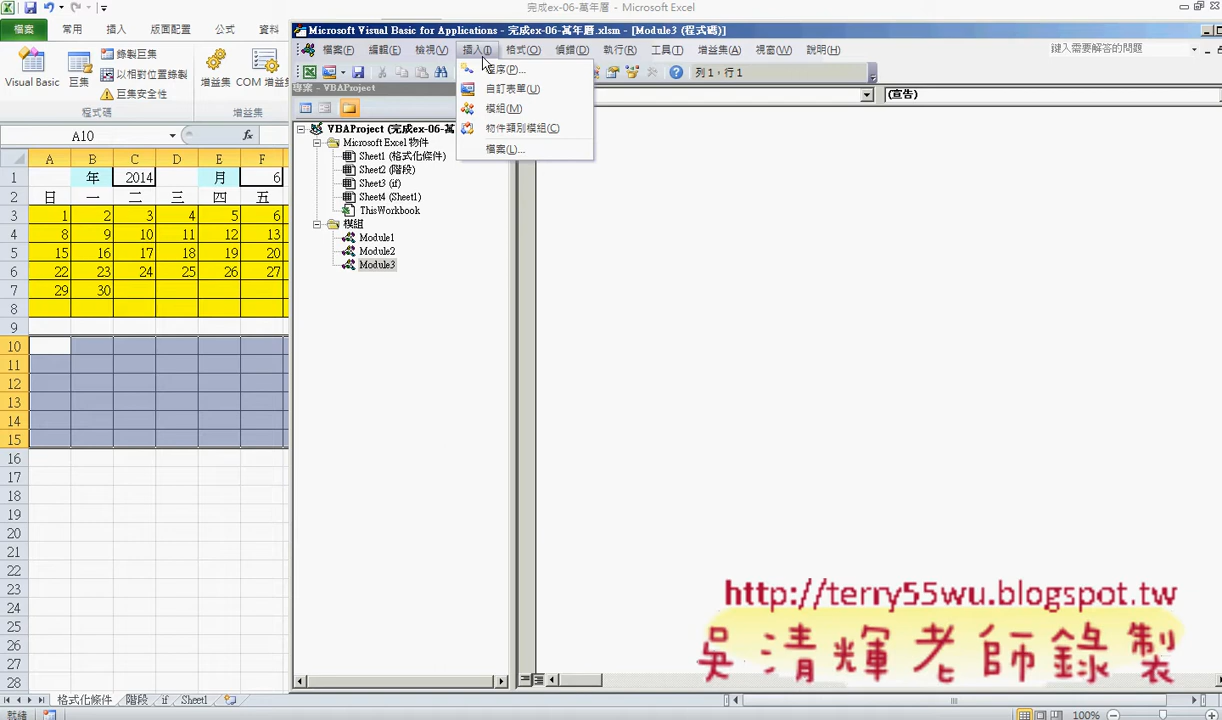 完成ex-06-萬年曆 - Microsoft Excel
檔案 常用 插入 版面配置 公式 資料
Visual Basic 巨集 錄製巨集 以相對位置錄製 巨集安全性 增益集 COM 增益集
程式碼 增益集
A10 fx
A B C D E F
1 年 2014 月 6
2 日 一 二 三 四 五
3 1 2 3 4 5 6
4 8 9 10 11 12 13
5 15 16 17 18 19 20
6 22 23 24 25 26 27
7 29 30
8
9
10
11
12
13
14
15
16
17
18
19
20
21
22
23
24
25
26
27
28
格式化條件 階段 if Sheet1
就緒 100%
Microsoft Visual Basic for Applications - 完成ex-06-萬年曆.xlsm - [Module3 (程式碼)]
檔案(F) 編輯(E) 檢視(V) 插入(I) 格式(O) 偵錯(D) 執行(R) 工具(T) 增益集(A) 視窗(W) 說明(H) 鍵入需要解答的問題
列 1，行 1
專案 - VBAProject
(宣告)
程序(P)...
自訂表單(U)
模組(M)
物件類別模組(C)
檔案(L)...
VBAProject (完成ex-06-萬
Microsoft Excel 物件
Sheet1 (格式化條件)
Sheet2 (階段)
Sheet3 (if)
Sheet4 (Sheet1)
ThisWorkbook
模組
Module1
Module2
Module3
http://terry55wu.blogspot.tw
吳清輝老師錄製